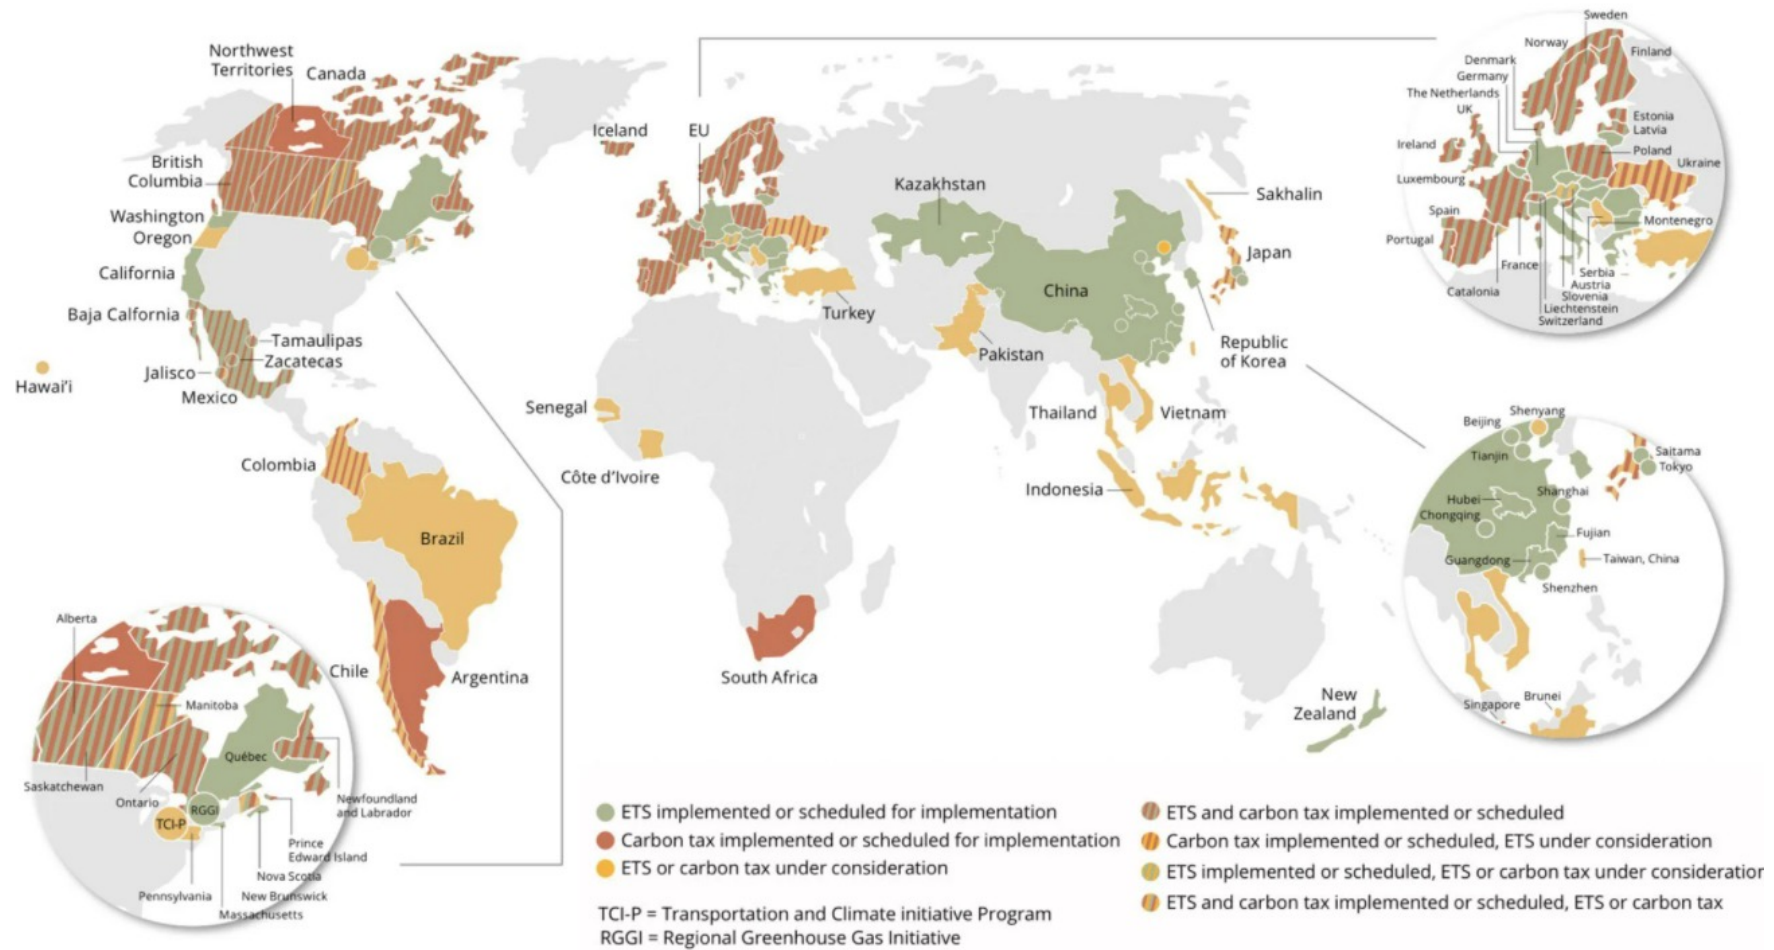 Northwest
Territories
Canada
British
Columbia
Washington
Oregon
California
Baja Calfornia
Tamaulipas
Zacatecas
Jalisco
Mexico
Hawai'i
Colombia
Brazil
Chile
Argentina
Iceland
EU
Kazakhstan
Sakhalin
Japan
China
Turkey
Pakistan
Republic
of Korea
Senegal
Côte d'Ivoire
Thailand
Vietnam
Indonesia
South Africa
New
Zealand
Sweden
Norway
Finland
Denmark
Germany
The Netherlands
UK
Estonia
Latvia
Ireland
Poland
Ukraine
Luxembourg
Spain
Montenegro
Portugal
France
Serbia
Austria
Catalonia
Slovenia
Liechtenstein
Switzerland
Shenyang
Beijing
Tianjin
Saitama
Tokyo
Hubei
Shanghai
Chongqing
Fujian
Guangdong
Taiwan, China
Shenzhen
Brunei
Singapore
Alberta
Manitoba
Québec
Saskatchewan
Ontario
RGGI
TCI-P
Newfoundland
and Labrador
Prince
Edward Island
Nova Scotia
Pennsylvania
New Brunswick
Massachusetts
ETS implemented or scheduled for implementation
Carbon tax implemented or scheduled for implementation
ETS or carbon tax under consideration
TCI-P = Transportation and Climate initiative Program
RGGI = Regional Greenhouse Gas Initiative
ETS and carbon tax implemented or scheduled
Carbon tax implemented or scheduled, ETS under consideration
ETS implemented or scheduled, ETS or carbon tax under consideration
ETS and carbon tax implemented or scheduled, ETS or carbon tax